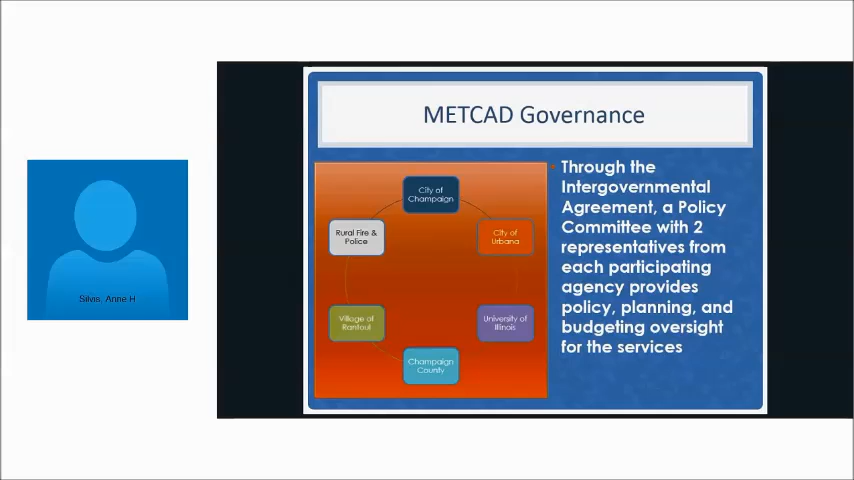 METCAD Governance
City of
Champaign
Rural Fire &
Police
City of
Urbana
Village of
Rantoul
University of
Illinois
Champaign
County
Through the
Intergovernmental
Agreement, a Policy
Committee with 2
representatives from
each participating
agency provides
policy, planning, and
budgeting oversight
for the services
Silvis, Anne H